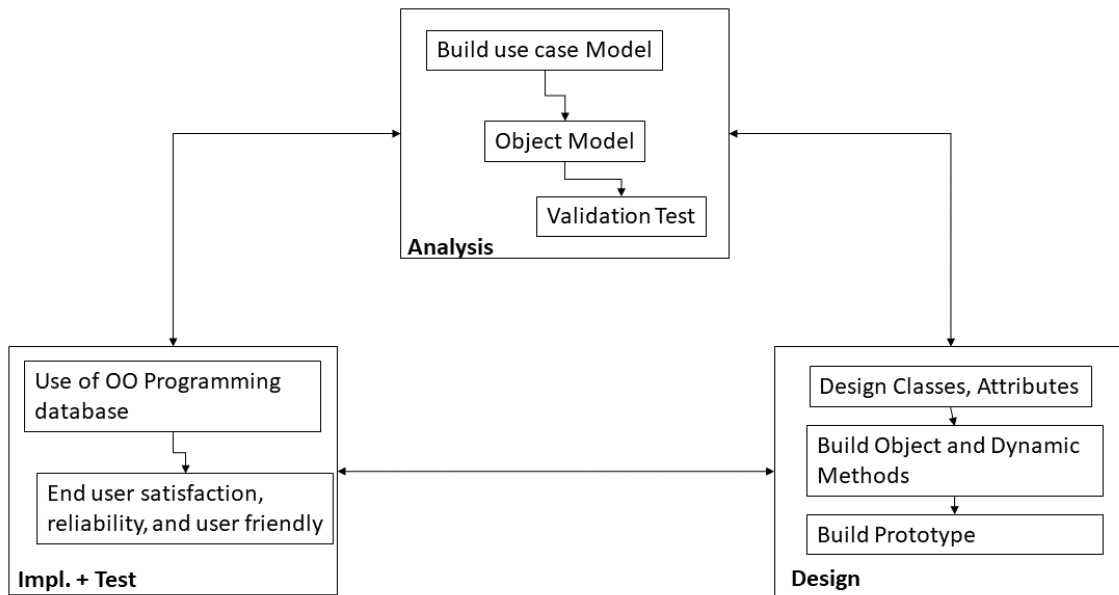 Build use case Model
Object Model
Validation Test
Analysis
Use of OO Programming
database
End user satisfaction,
reliability, and user friendly
Impl. + Test
Design Classes, Attributes
Build Object and Dynamic
Methods
Build Prototype
Design